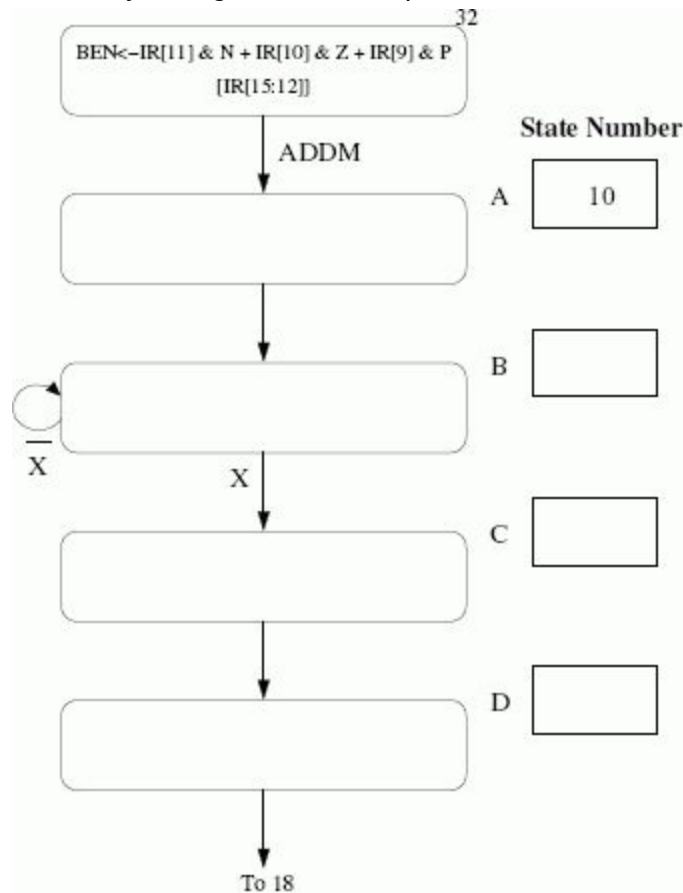 32
BEN<–IR[11] & N + IR[10] & Z + IR[9] & P
[IR[15:12]]
ADDM
State Number
A
10
B
X
X
C
D
To 18